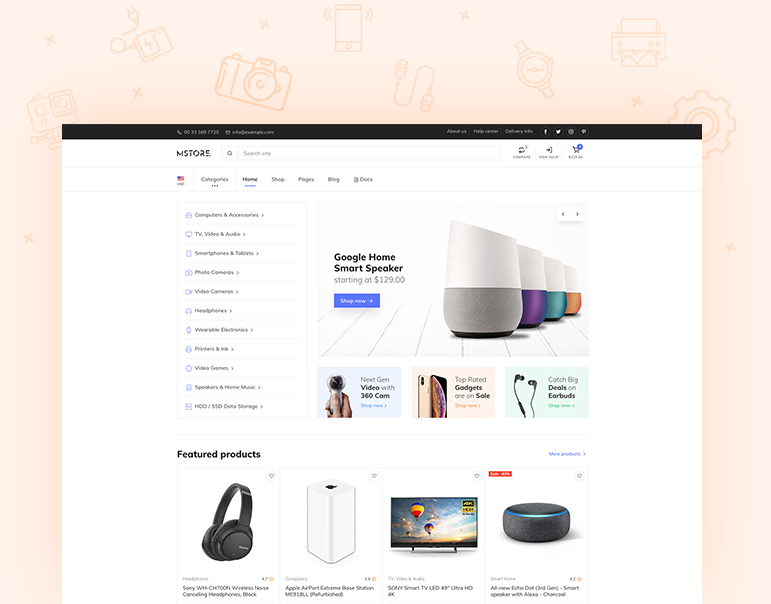 00 33 169 7720
info@example.com
About us
Help center
Delivery info
MSTORE
Search site
COMPARE
SIGN IN/UP
USD
Categories
Home
Shop
Pages
Blog
Docs
Computers & Accessories
TV, Video & Audio
Smartphones & Tablets
Photo Cameras
Video Cameras
Headphones
Wearable Electronics
Printers & Ink
Video Games
Speakers & Home Music
HDD / SSD Data Storage
Google Home
Smart Speaker
starting at $129.00
Shop now
Next Gen
Video with
360 Cam
Shop now
Top Rated
Gadgets
are on Sale
Shop now
Catch Big
Deals on
Earbuds
Shop now
Featured products
More products
Headphones 4.7
Sony WH-CH700N Wireless Noise
Canceling Headphones, Black
Computers 3.9
Apple AirPort Extreme Base Station
ME918LL (Refurbished)
4K
HDR
TV, Video & Audio
SONY Smart TV LED 49" Ultra HD
4K
Sale -40%
Smart home 4.2
All-new Echo Dot (3rd Gen) - Smart
speaker with Alexa - Charcoal